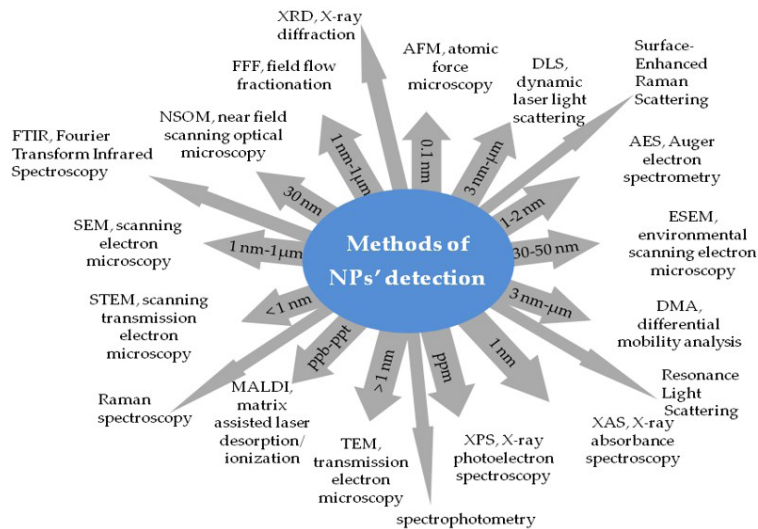 XRD, X-ray
diffraction
FFF, field flow
fractionation
AFM, atomic
force
microscopy
DLS,
dynamic
laser light
scattering
Surface-
Enhanced
Raman
Scattering
NSOM, near field
scanning optical
microscopy
FTIR, Fourier
Transform Infrared
Spectroscopy
AES, Auger
electron
spectrometry
SEM, scanning
electron
microscopy
ESEM,
environmental
scanning electron
microscopy
STEM, scanning
transmission
electron
microscopy
DMA,
differential
mobility analysis
Raman
spectroscopy
MALDI,
matrix
assisted laser
desorption/
ionization
TEM,
transmission
electron
microscopy
spectrophotometry
XPS, X-ray
photoelectron
spectroscopy
XAS, X-ray
absorbance
spectroscopy
Resonance
Light
Scattering
1 nm-1μm
0.1 nm
3 nm-μm
30 nm
1-2 nm
1 nm-1μm
30-50 nm
<1 nm
3 nm-μm
ppb-ppt
>1 nm
ppm
1 nm
Methods of
NPs’ detection